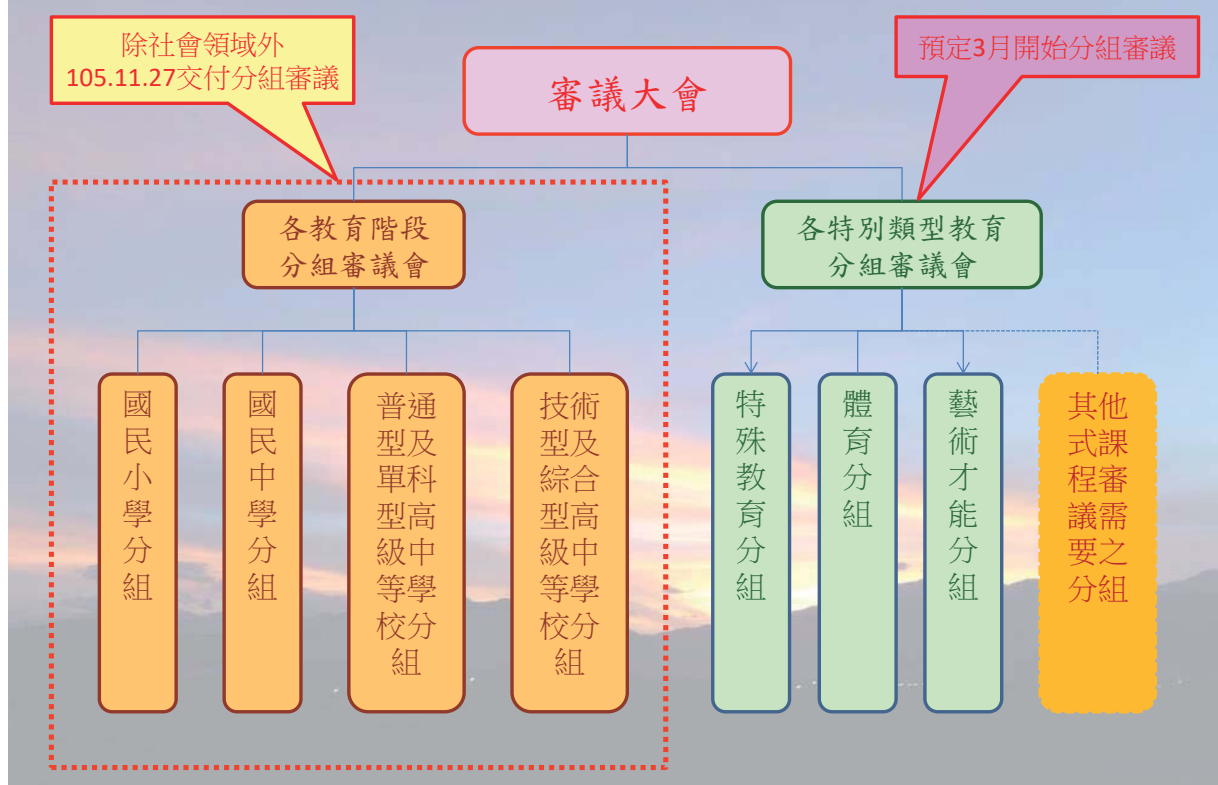 除社會領域外
105.11.27交付分組審議
預定3月開始分組審議
審議大會
各教育階段
分組審議會
各特別類型教育
分組審議會
國民小學分組
國民中學分組
普通型及單科型高級中等學校分組
技術型及綜合型高級中等學校分組
特殊教育分組
體育分組
藝術才能分組
其他式課程審議需要之分組